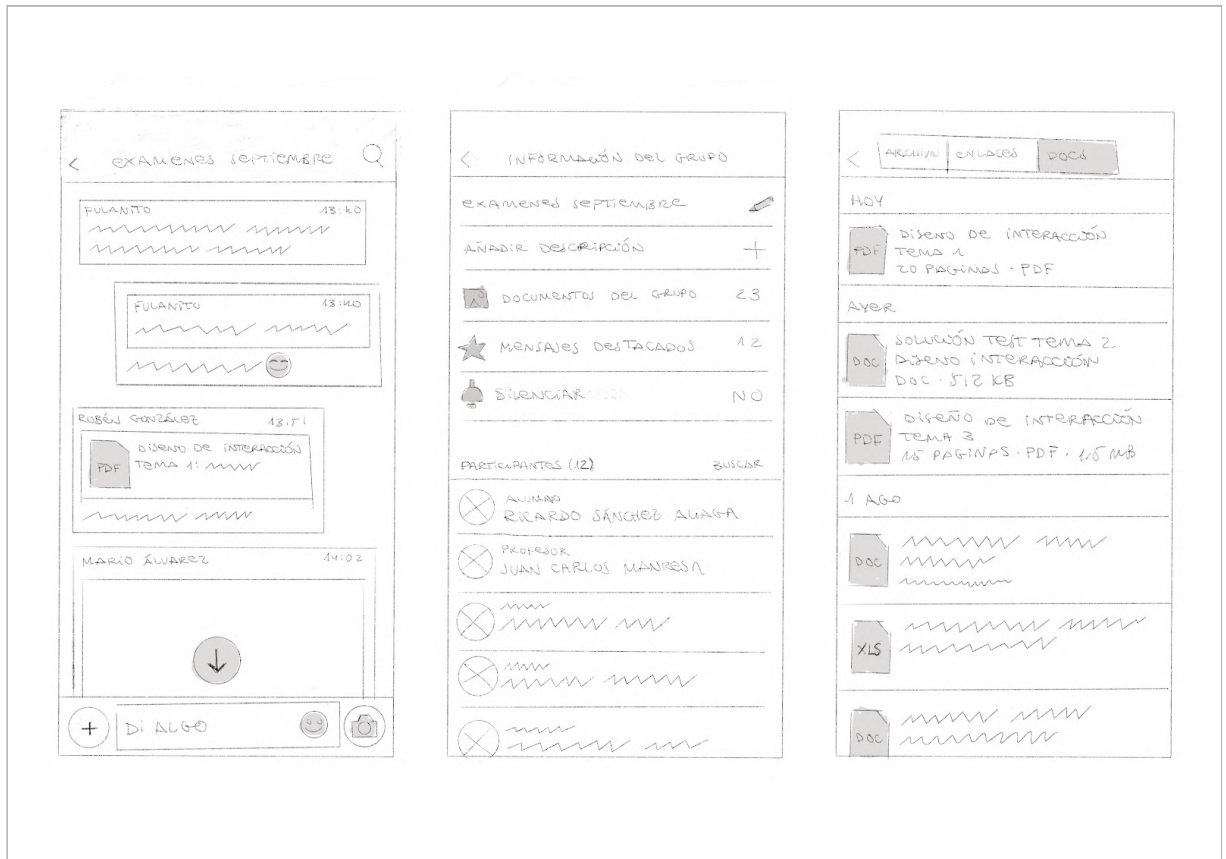 EXAMENES SEPTIEMBRE
FULANITO 13:40
FULANITO 13:40
RUBÉN GONZÁLEZ 13:51
PDF
DISENO DE INTERACCIÓN
TEMA 1:
MARIO ÁLVAREZ 14:02
+ DI ALGO
INFORMACIÓN DEL GRUPO
EXAMENES SEPTIEMBRE
AÑADIR DESCRIPCIÓN +
DOCUMENTOS DEL GRUPO 23
MENSAJES DESTACADOS 12
SILENCIAR NO
PARTICIPANTES (12) BUSCAR
ALUMNO
RICARDO SÁNCHEZ ALIAGA
PROFESOR
JUAN CARLOS MANRESA
ARCHIVOS ENLACES DOCS
HOY
PDF
DISENO DE INTERACCIÓN
TEMA 1
20 PAGINAS · PDF
AYER
DOC
SOLUCIÓN TEST TEMA 2
DISENO INTERACCIÓN
DOC · 512 KB
PDF
DISEÑO DE INTERACCIÓN
TEMA 3
15 PAGINAS · PDF · 1.5 MB
1 AGO
DOC
XLS
DOC